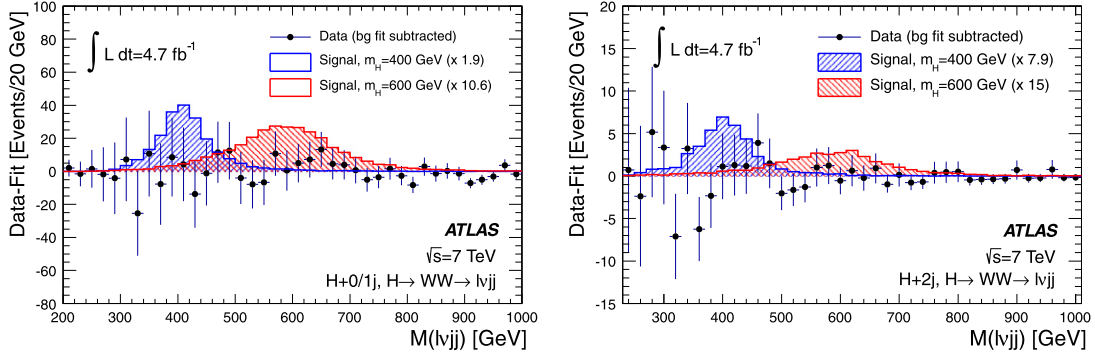 Data-Fit [Events/20 GeV]
100
80
60
40
20
0
-20
-40
-60
-80
∫ L dt=4.7 fb⁻¹
Data (bg fit subtracted)
Signal, m_H=400 GeV (x 1.9)
Signal, m_H=600 GeV (x 10.6)
ATLAS
√s=7 TeV
H+0/1j, H→ WW→ lνjj
200 300 400 500 600 700 800 900 1000
M(lνjj) [GeV]
Data-Fit [Events/20 GeV]
20
15
10
5
0
-5
-10
-15
∫ L dt=4.7 fb⁻¹
Data (bg fit subtracted)
Signal, m_H=400 GeV (x 7.9)
Signal, m_H=600 GeV (x 15)
ATLAS
√s=7 TeV
H+2j, H→ WW→ lνjj
300 400 500 600 700 800 900 1000
M(lνjj) [GeV]